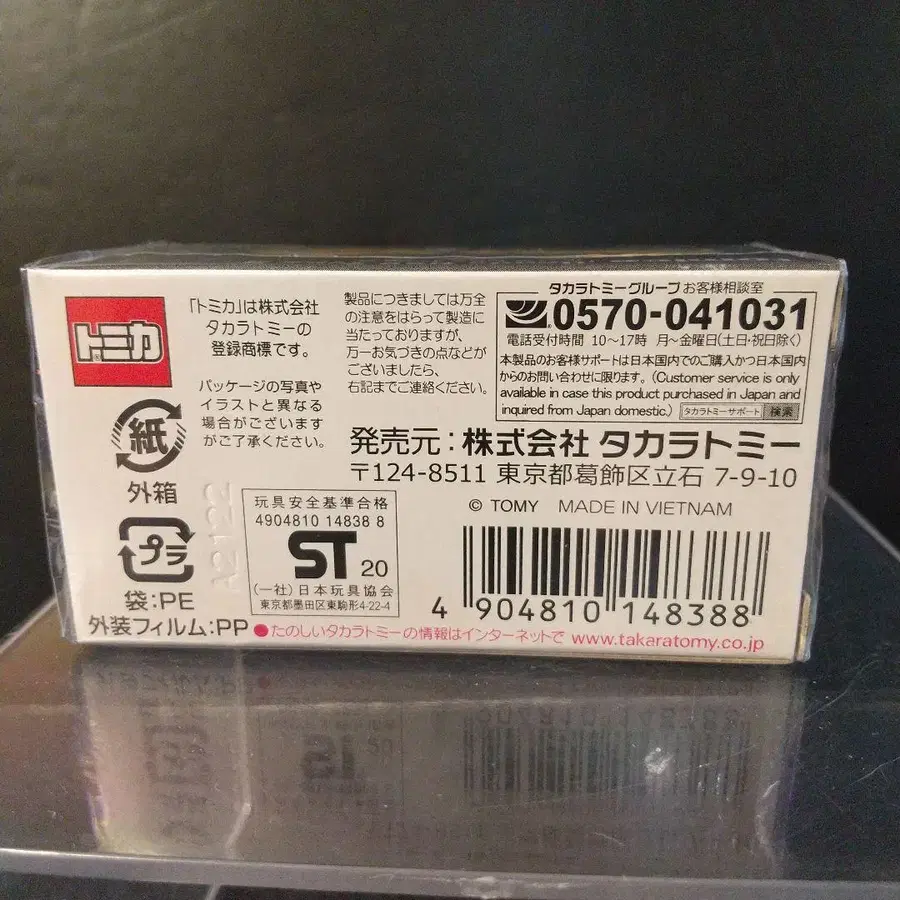 トミカ®
「トミカ」は株式会社
タカラトミーの
登録商標です。
パッケージの写真や
イラストと異なる
場合がございます
がご了承ください。
製品につきましては万全
の注意をはらって製造に
当たっておりますが、
万一お気づきの点などが
ございましたら、
右記までご連絡ください。
タカラトミーグループ お客様相談室
0570-041031
電話受付時間 10～17時 月～金曜日(土日・祝日除く)
本製品のお客様サポートは日本国内でのご購入かつ日本国内
からのお問い合わせに限ります。(Customer service is only
available in case this product purchased in Japan and
inquired from Japan domestic.) タカラトミーサポート 検索
発売元:株式会社 タカラトミー
〒124-8511 東京都葛飾区立石 7-9-10
© TOMY MADE IN VIETNAM
紙
外箱
プラ
袋:PE
外装フィルム:PP
A2122
玩具安全基準合格
4904810 14838 8
ST 20
(一社)日本玩具協会
東京都墨田区東駒形4-22-4
4 904810 148388
●たのしいタカラトミーの情報はインターネットで www.takaratomy.co.jp